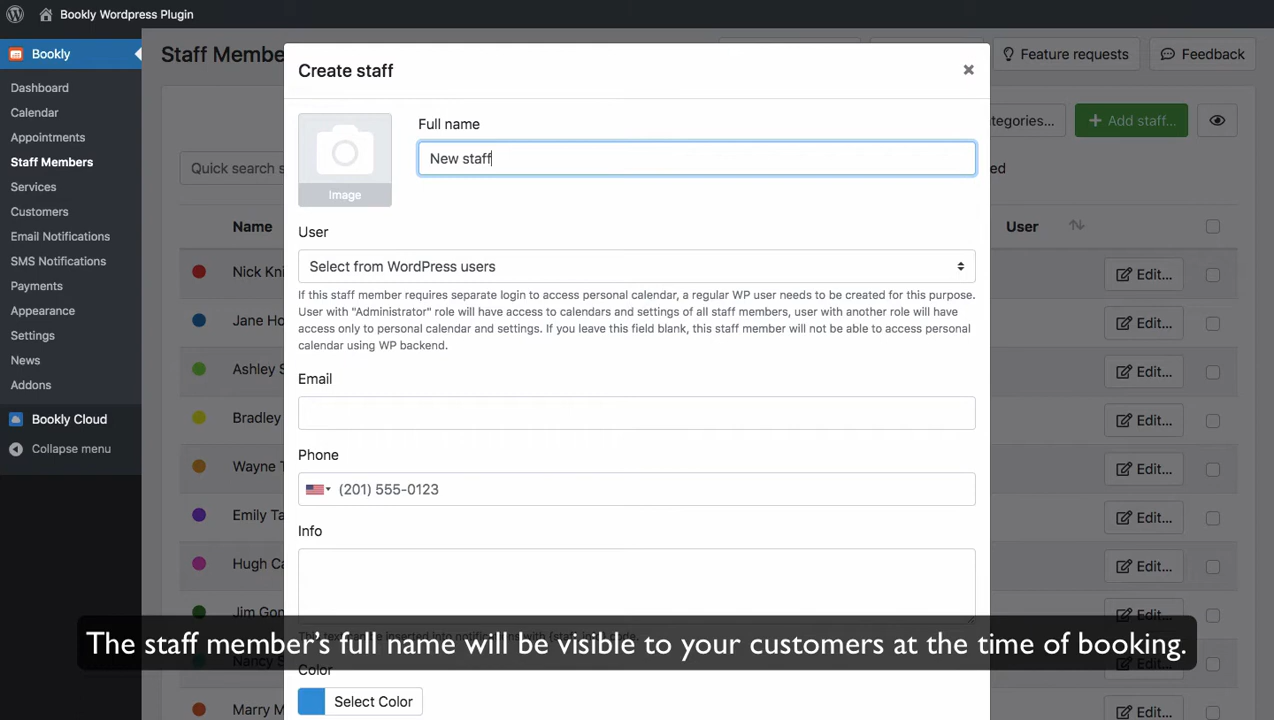 Bookly Wordpress Plugin
Bookly
Dashboard
Calendar
Appointments
Staff Members
Services
Customers
Email Notifications
SMS Notifications
Payments
Appearance
Settings
News
Addons
Bookly Cloud
Collapse menu
Staff Membe
Feature requests
Feedback
tegories...
Add staff...
Quick search s
ed
Name
User
Nick Kni
Edit...
Jane Ho
Edit...
Ashley S
Edit...
Bradley
Edit...
Wayne T
Edit...
Emily Ta
Edit...
Hugh Ca
Edit...
Jim Gon
Edit...
Nancy S
Edit...
Marry M
Edit...
Create staff
×
Image
Full name
New staff
User
Select from WordPress users
If this staff member requires separate login to access personal calendar, a regular WP user needs to be created for this purpose.
User with "Administrator" role will have access to calendars and settings of all staff members, user with another role will have
access only to personal calendar and settings. If you leave this field blank, this staff member will not be able to access personal
calendar using WP backend.
Email
Phone
(201) 555-0123
Info
Color
Select Color
The staff member's full name will be visible to your customers at the time of booking.